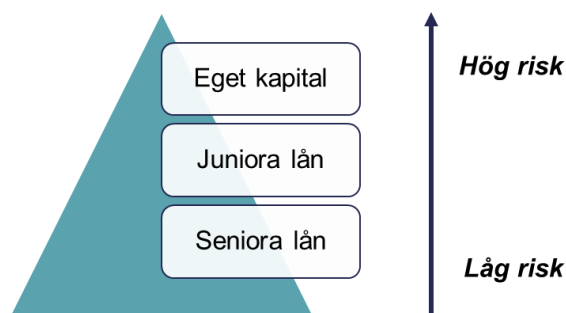 Eget kapital
Hög risk
Juniora lån
Seniora lån
Låg risk